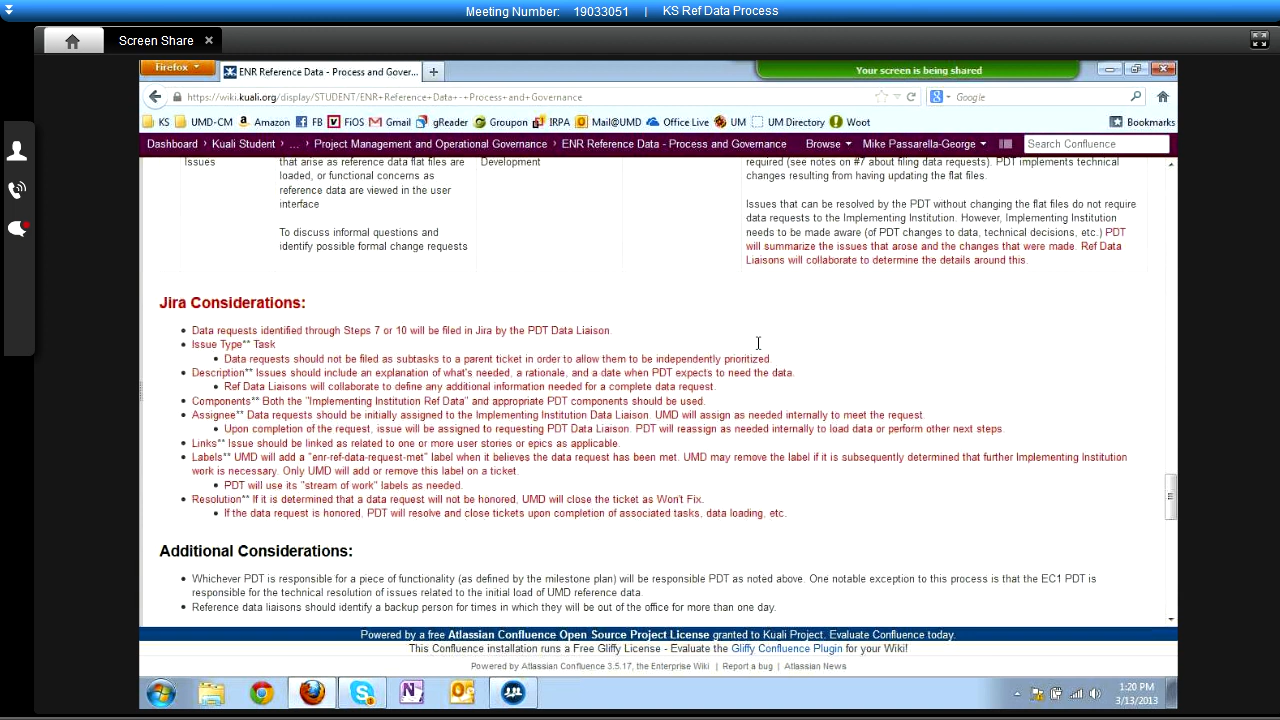 Meeting Number: 19033051 | KS Ref Data Process
Screen Share ×
Firefox
ENR Reference Data - Process and Gover... +
Your screen is being shared
https://wiki.kuali.org/display/STUDENT/ENR+Reference+Data+-+Process+and+Governance
Google
KS UMD-CM Amazon FB FiOS Gmail gReader Groupon IRPA Mail@UMD Office Live UM UM Directory Woot Bookmarks
Dashboard › Kuali Student › ... › Project Management and Operational Governance › ENR Reference Data - Process and Governance Browse Mike Passarella-George Search Confluence
Issues
that arise as reference data flat files are
loaded, or functional concerns as
reference data are viewed in the user
interface
To discuss informal questions and
identify possible formal change requests
Development
required (see notes on #7 about filing data requests). PDT implements technical
changes resulting from having updating the flat files.
Issues that can be resolved by the PDT without changing the flat files do not require
data requests to the Implementing Institution. However, Implementing Institution
needs to be made aware (of PDT changes to data, technical decisions, etc.) PDT
will summarize the issues that arose and the changes that were made. Ref Data
Liaisons will collaborate to determine the details around this.
Jira Considerations:
• Data requests identified through Steps 7 or 10 will be filed in Jira by the PDT Data Liaison.
• Issue Type** Task
• Data requests should not be filed as subtasks to a parent ticket in order to allow them to be independently prioritized.
• Description** Issues should include an explanation of what's needed, a rationale, and a date when PDT expects to need the data.
• Ref Data Liaisons will collaborate to define any additional information needed for a complete data request.
• Components** Both the "Implementing Institution Ref Data" and appropriate PDT components should be used.
• Assignee** Data requests should be initially assigned to the Implementing Institution Data Liaison. UMD will assign as needed internally to meet the request.
• Upon completion of the request, issue will be assigned to requesting PDT Data Liaison. PDT will reassign as needed internally to load data or perform other next steps.
• Links** Issue should be linked as related to one or more user stories or epics as applicable.
• Labels** UMD will add a "enr-ref-data-request-met" label when it believes the data request has been met. UMD may remove the label if it is subsequently determined that further Implementing Institution
work is necessary. Only UMD will add or remove this label on a ticket.
• PDT will use its "stream of work" labels as needed.
• Resolution** If it is determined that a data request will not be honored, UMD will close the ticket as Won't Fix.
• If the data request is honored, PDT will resolve and close tickets upon completion of associated tasks, data loading, etc.
Additional Considerations:
• Whichever PDT is responsible for a piece of functionality (as defined by the milestone plan) will be responsible PDT as noted above. One notable exception to this process is that the EC1 PDT is
responsible for the technical resolution of issues related to the initial load of UMD reference data.
• Reference data liaisons should identify a backup person for times in which they will be out of the office for more than one day.
Powered by a free Atlassian Confluence Open Source Project License granted to Kuali Project. Evaluate Confluence today.
This Confluence installation runs a Free Gliffy License - Evaluate the Gliffy Confluence Plugin for your Wiki!
Powered by Atlassian Confluence 3.5.17, the Enterprise Wiki | Report a bug | Atlassian News
1:20 PM
3/13/2013